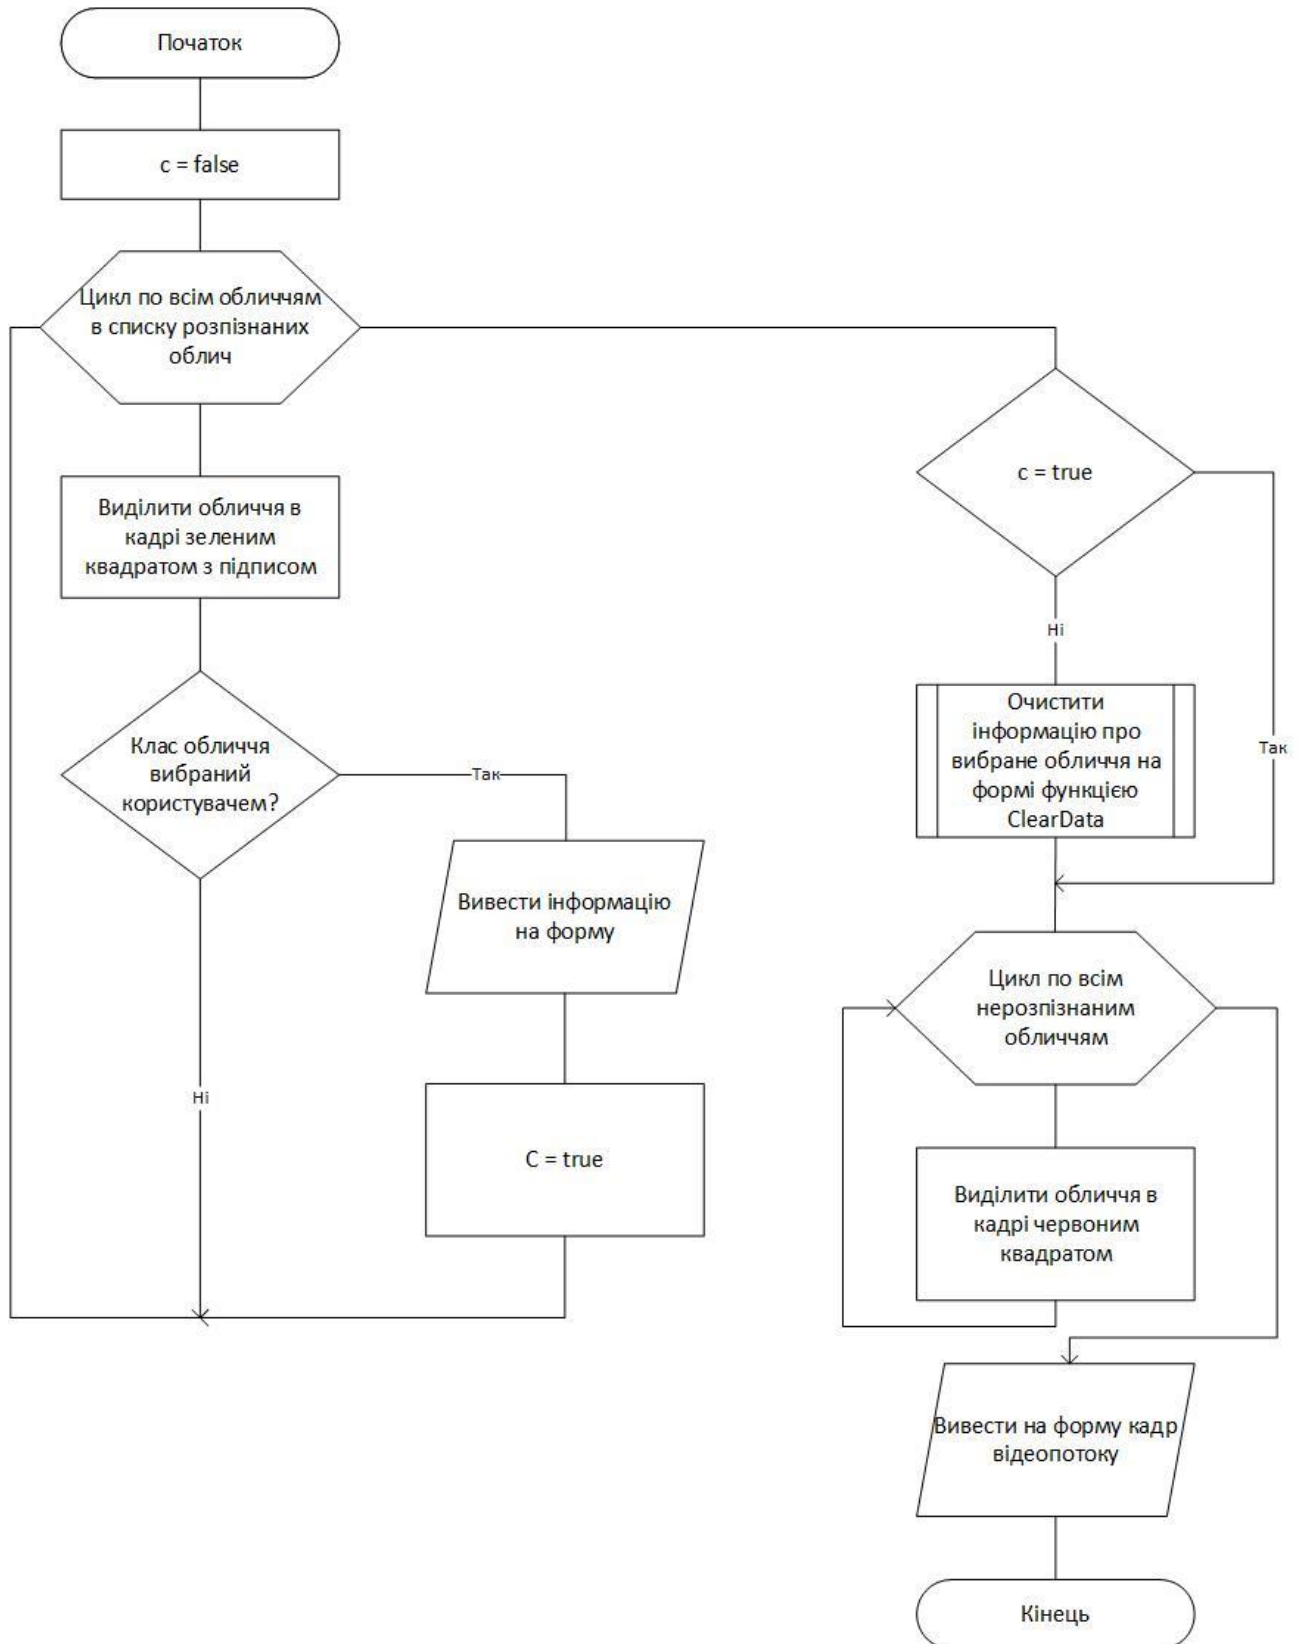 Початок
c = false
Цикл по всім обличчям
в списку розпізнаних
облич
Виділити обличчя в
кадрі зеленим
квадратом з підписом
Клас обличчя
вибраний
користувачем?
Так
Вивести інформацію
на форму
Ні
C = true
c = true
Ні
Очистити
інформацію про
вибране обличчя на
формі функцією
ClearData
Так
Цикл по всім
нерозпізнаним
обличчям
Виділити обличчя в
кадрі червоним
квадратом
Вивести на форму кадр
відеопотоку
Кінець